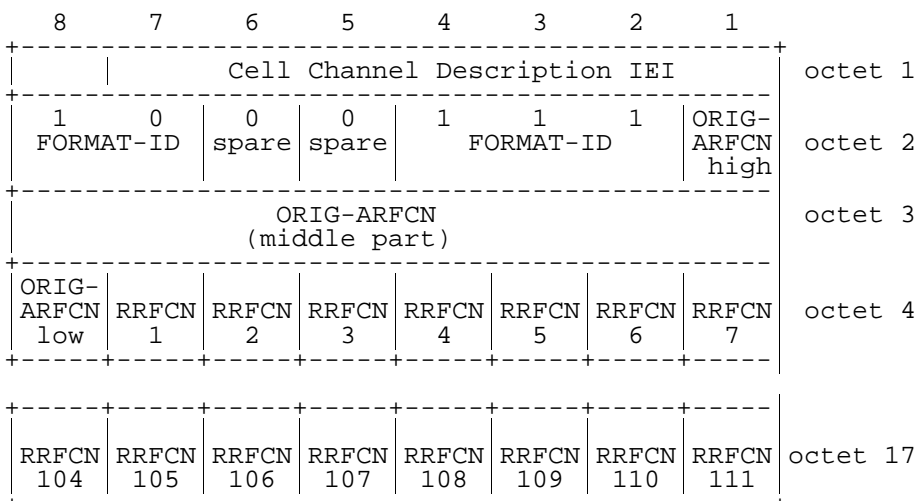 8 7 6 5 4 3 2 1
Cell Channel Description IEI octet 1
1 0 0 0 1 1 1 ORIG-
FORMAT-ID spare spare FORMAT-ID ARFCN octet 2
high
ORIG-ARFCN octet 3
(middle part)
ORIG-
ARFCN RRFCN RRFCN RRFCN RRFCN RRFCN RRFCN RRFCN octet 4
low 1 2 3 4 5 6 7
RRFCN RRFCN RRFCN RRFCN RRFCN RRFCN RRFCN RRFCN octet 17
104 105 106 107 108 109 110 111